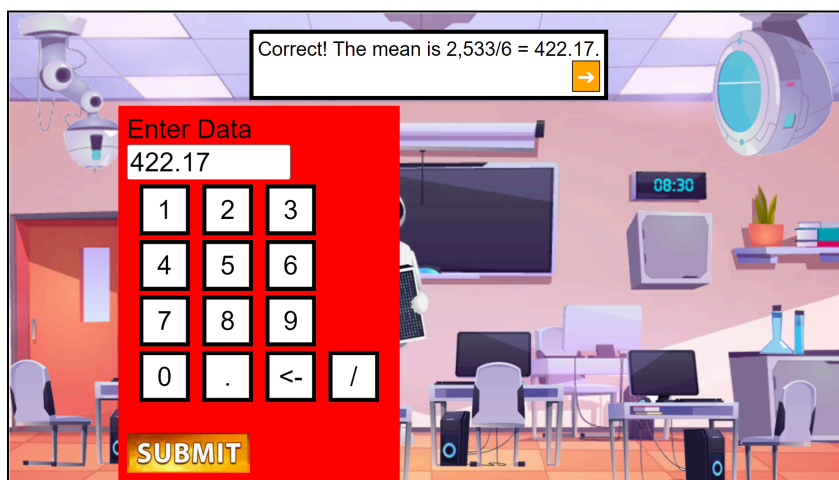 Correct! The mean is 2,533/6 = 422.17.
→
Enter Data
422.17
1 2 3
4 5 6
7 8 9
0 . <- /
SUBMIT
08:30